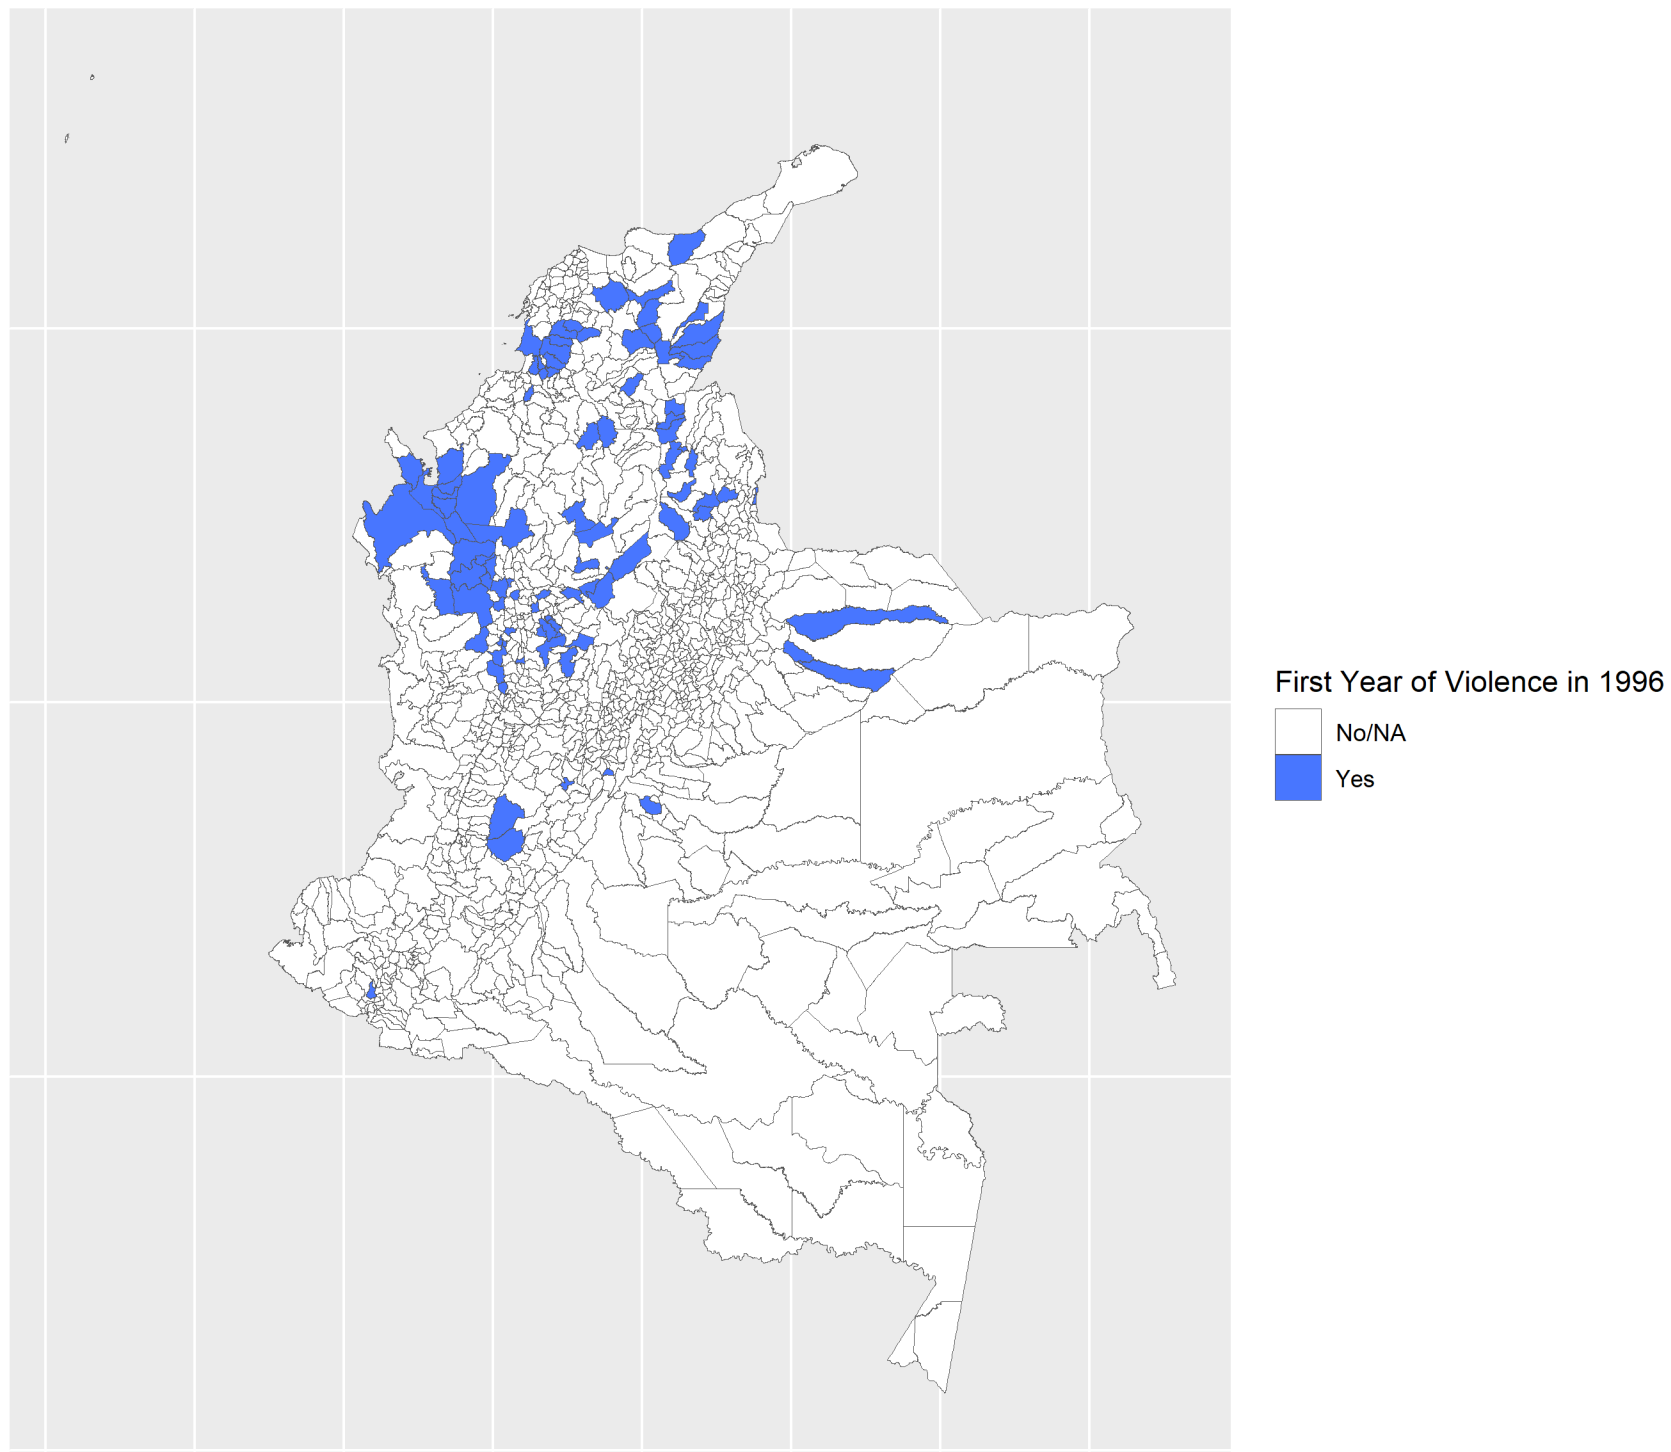 First Year of Violence in 1996
No/NA
Yes